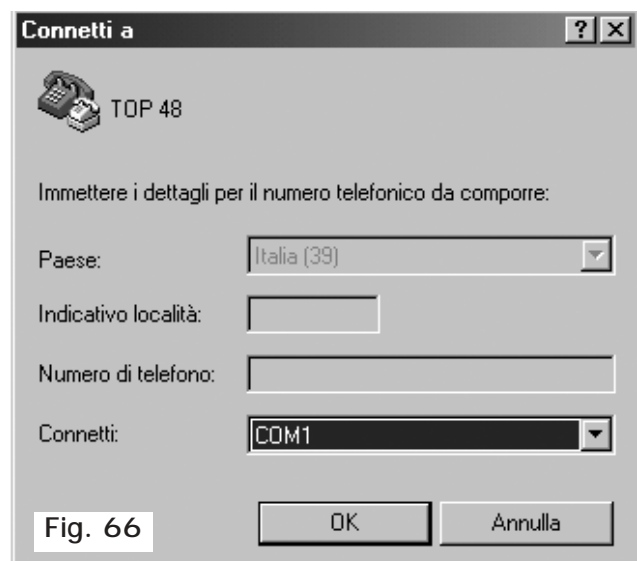 Connetti a
TOP 48
Immettere i dettagli per il numero telefonico da comporre:
Paese: Italia (39)
Indicativo località:
Numero di telefono:
Connetti: COM1
Fig. 66 OK Annulla